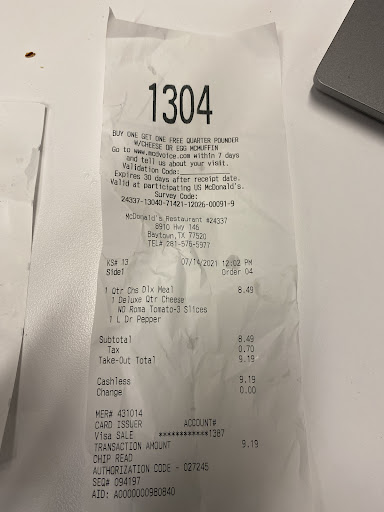 1304
BUY ONE GET ONE FREE QUARTER POUNDER
W/CHEESE OR EGG MCMUFFIN
Go to www.mcdvoice.com within 7 days
and tell us about your visit.
Validation Code:
Expires 30 days after receipt date.
Valid at participating US McDonald's.
Survey Code:
24337-13040-71421-12026-00091-9
McDonald's Restaurant #24337
8910 Hwy 146
Baytown,TX 77520
TEL# 281-576-5977
KS# 13 07/14/2021 12:02 PM
Side1 Order 04
1 Qtr Chs Dlx Meal 8.49
1 Deluxe Qtr Cheese
NO Roma Tomato-3 Slices
1 L Dr Pepper
Subtotal 8.49
Tax 0.70
Take-Out Total 9.19
Cashless 9.19
Change 0.00
MER# 431014
CARD ISSUER ACCOUNT#
Visa SALE ************1387
TRANSACTION AMOUNT 9.19
CHIP READ
AUTHORIZATION CODE - 027245
SEQ# 094197
AID: A0000000980840